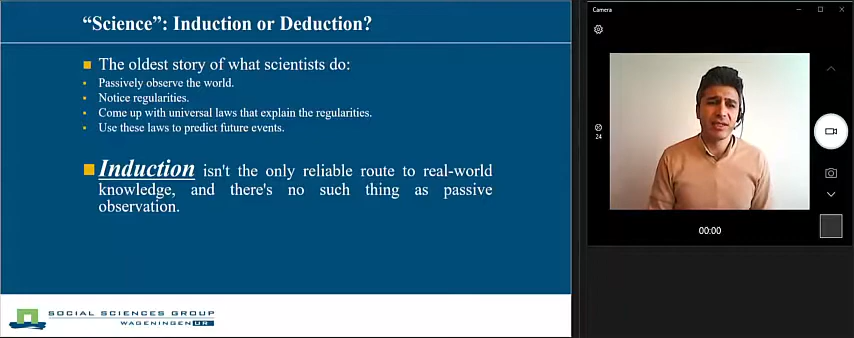 "Science": Induction or Deduction?
The oldest story of what scientists do:
Passively observe the world.
Notice regularities.
Come up with universal laws that explain the regularities.
Use these laws to predict future events.
Induction isn't the only reliable route to real-world
knowledge, and there's no such thing as passive
observation.
SOCIAL SCIENCES GROUP
WAGENINGEN UR
Camera
24
00:00